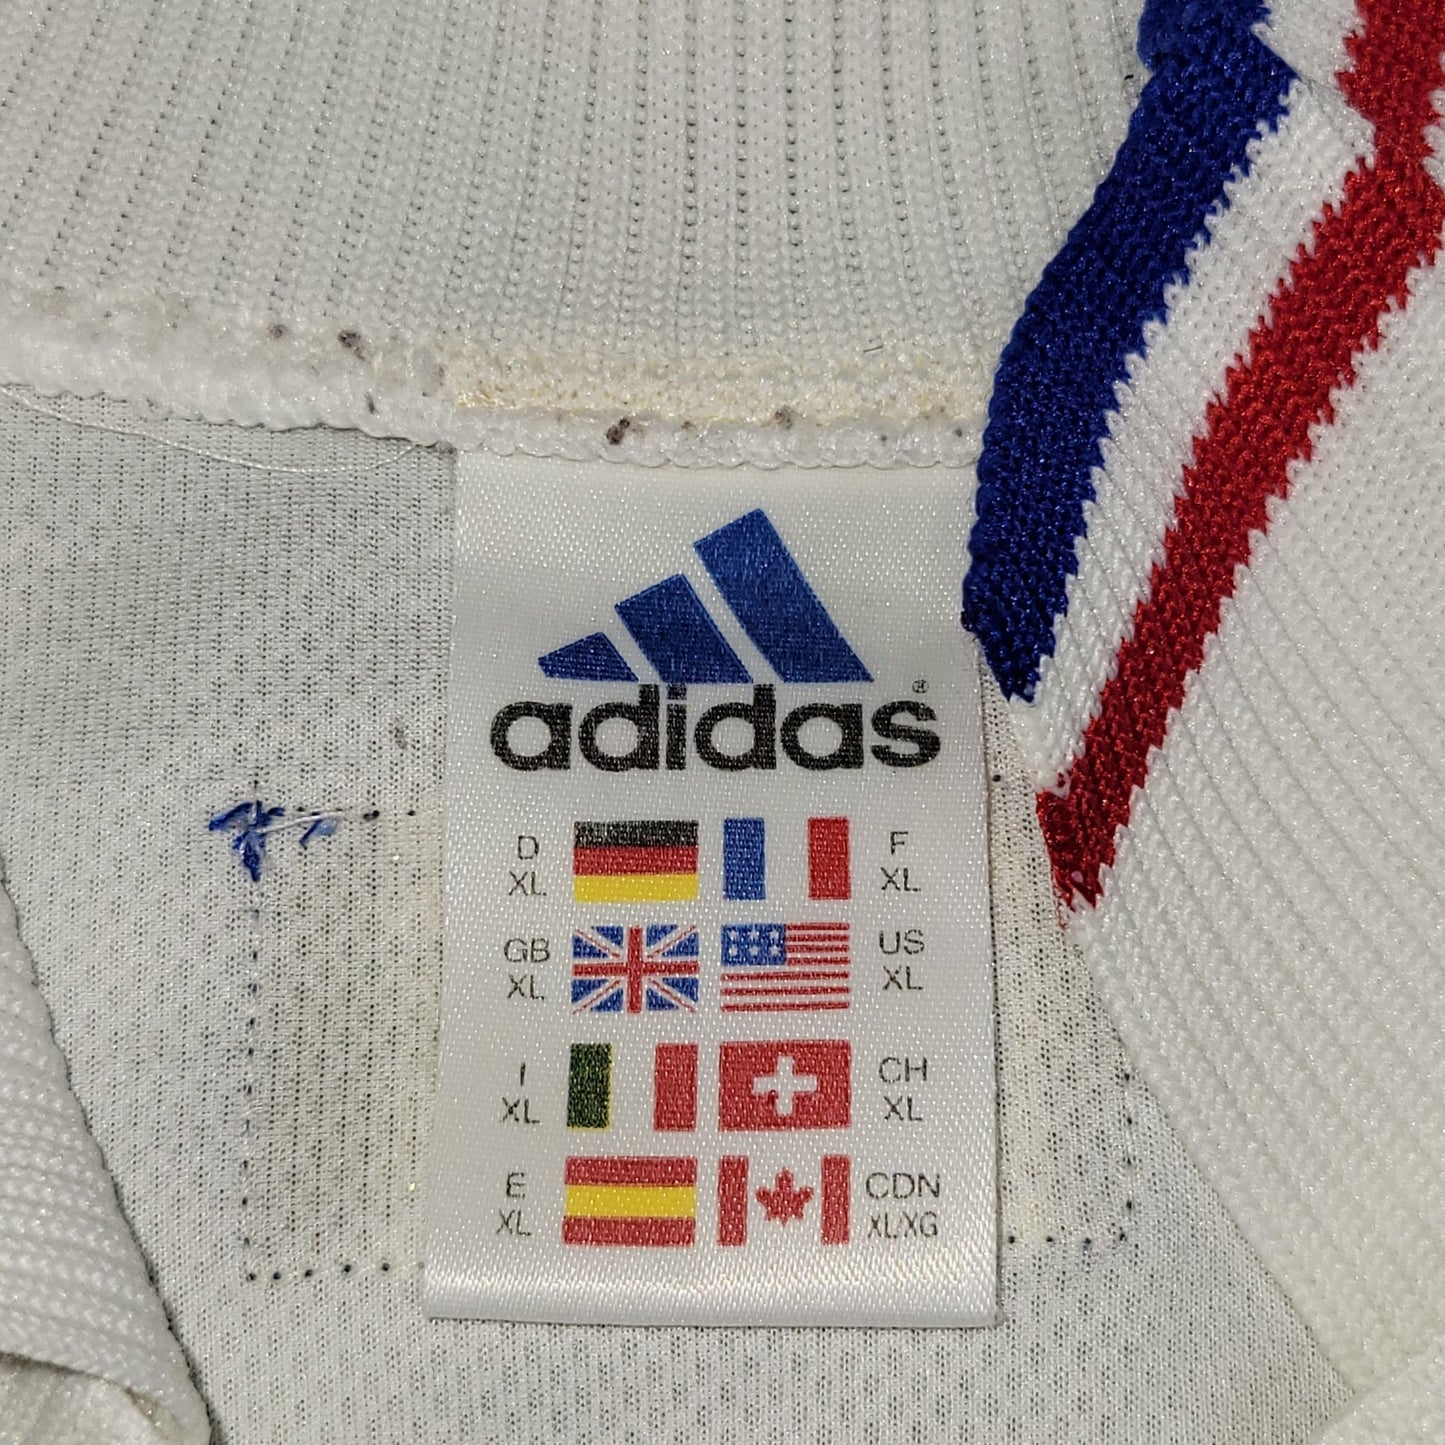 adidas®
D F
XL XL
GB US
XL XL
I CH
XL XL
E CDN
XL XL/XG